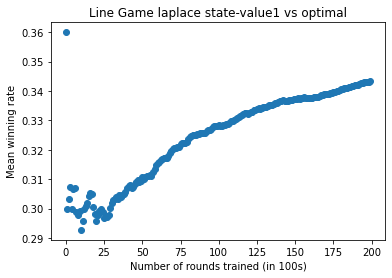 Line Game laplace state-value1 vs optimal
0.36
0.35
0.34
0.33
0.32
0.31
0.30
0.29
Mean winning rate
0 25 50 75 100 125 150 175 200
Number of rounds trained (in 100s)